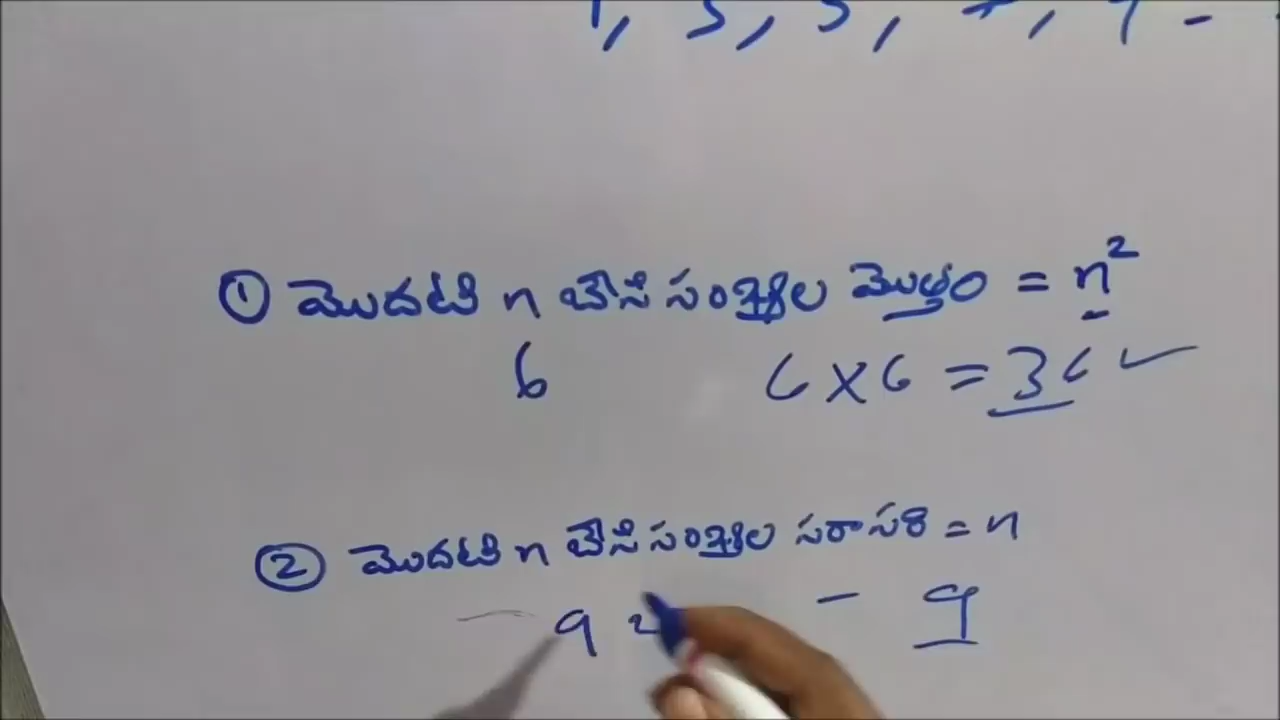 1, 3, 5, 7, 9 -
① మొదటి n బేసి సంఖ్యల మొత్తం = n²
6 6 × 6 = 36 ✓
② మొదటి n బేసి సంఖ్యల సరాసరి = n
9 - 9